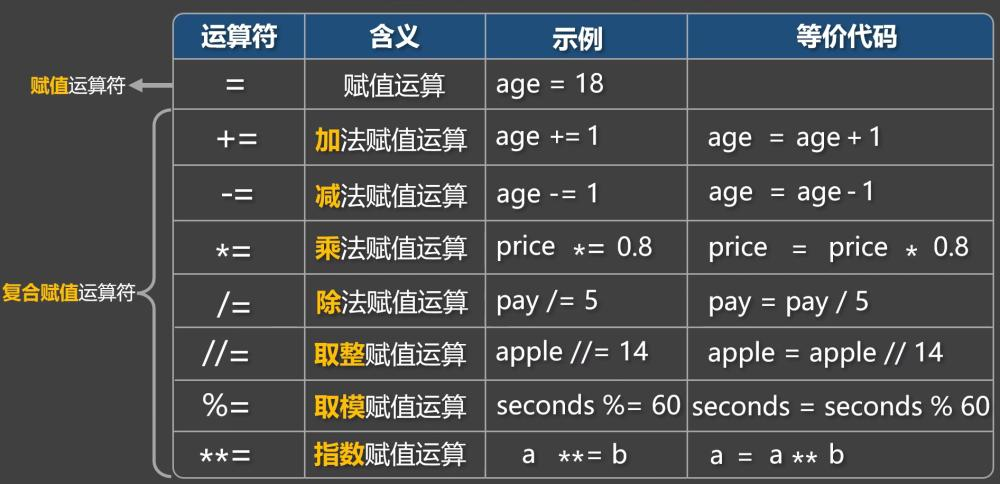 运算符 含义 示例 等价代码
赋值运算符 = 赋值运算 age = 18
+= 加法赋值运算 age += 1 age = age + 1
-= 减法赋值运算 age -= 1 age = age - 1
*= 乘法赋值运算 price *= 0.8 price = price * 0.8
复合赋值运算符 /= 除法赋值运算 pay /= 5 pay = pay / 5
//= 取整赋值运算 apple //= 14 apple = apple // 14
%= 取模赋值运算 seconds %= 60 seconds = seconds % 60
**= 指数赋值运算 a **= b a = a ** b